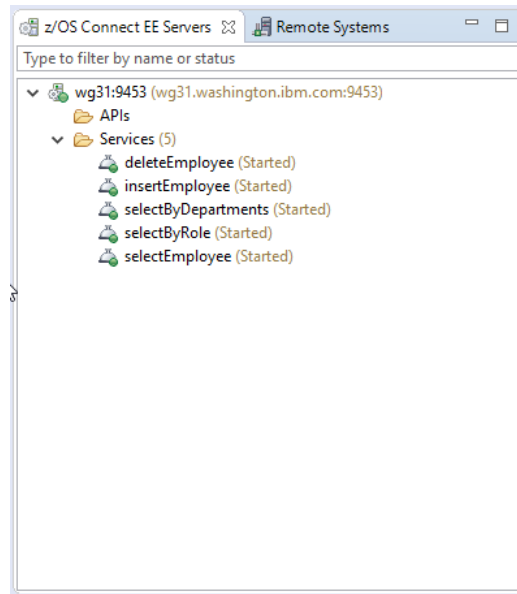 z/OS Connect EE Servers Remote Systems
Type to filter by name or status
wg31:9453 (wg31.washington.ibm.com:9453)
APIs
Services (5)
deleteEmployee (Started)
insertEmployee (Started)
selectByDepartments (Started)
selectByRole (Started)
selectEmployee (Started)